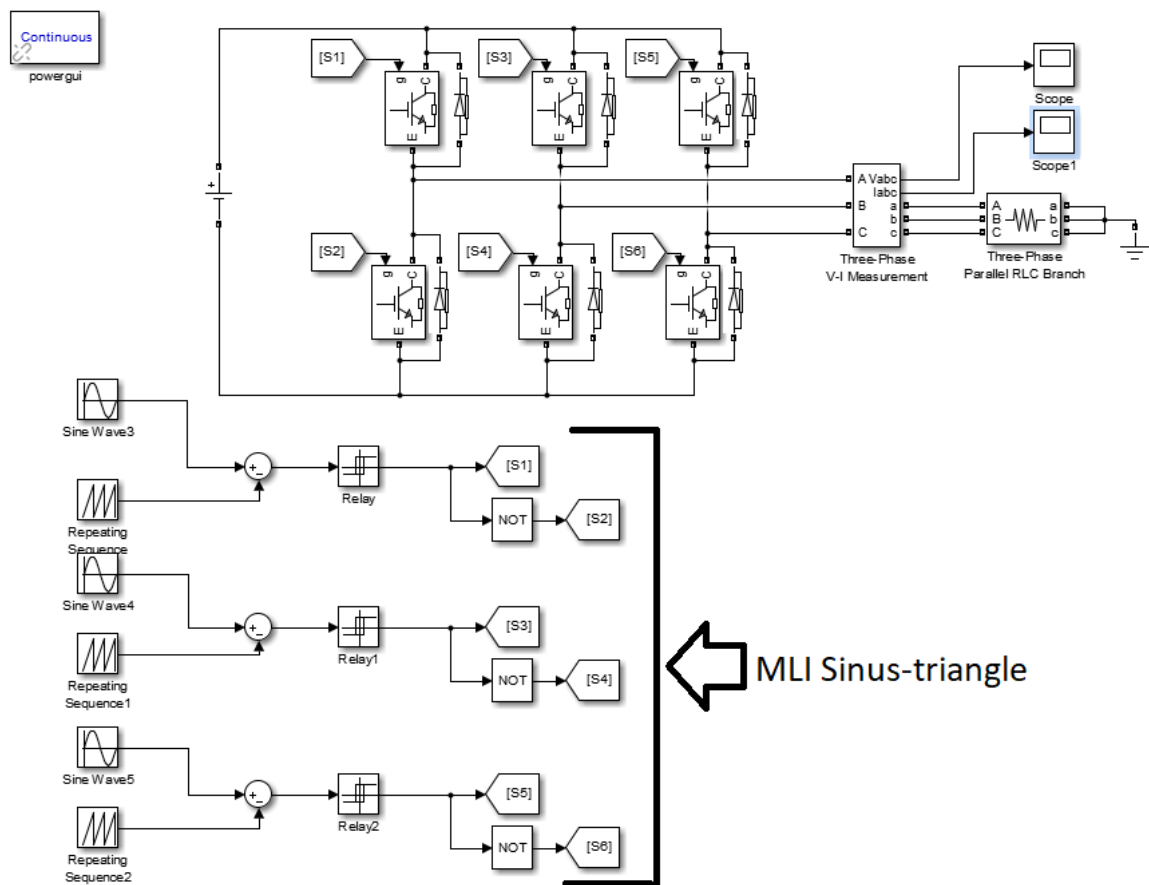 Continuous
powergui
[S1]
[S3]
[S5]
g
C
E
g
C
E
g
C
E
Scope
Scope1
+
A
B
C
Vabc
Iabc
a
b
c
A
B
C
a
b
c
Three-Phase
V-I Measurement
Three-Phase
Parallel RLC Branch
[S2]
[S4]
[S6]
g
C
E
g
C
E
g
C
E
Sine Wave3
+
-
Relay
[S1]
NOT
[S2]
Repeating
Sequence
Sine Wave4
+
-
Relay1
[S3]
NOT
[S4]
Repeating
Sequence1
MLI Sinus-triangle
Sine Wave5
+
-
Relay2
[S5]
NOT
[S6]
Repeating
Sequence2